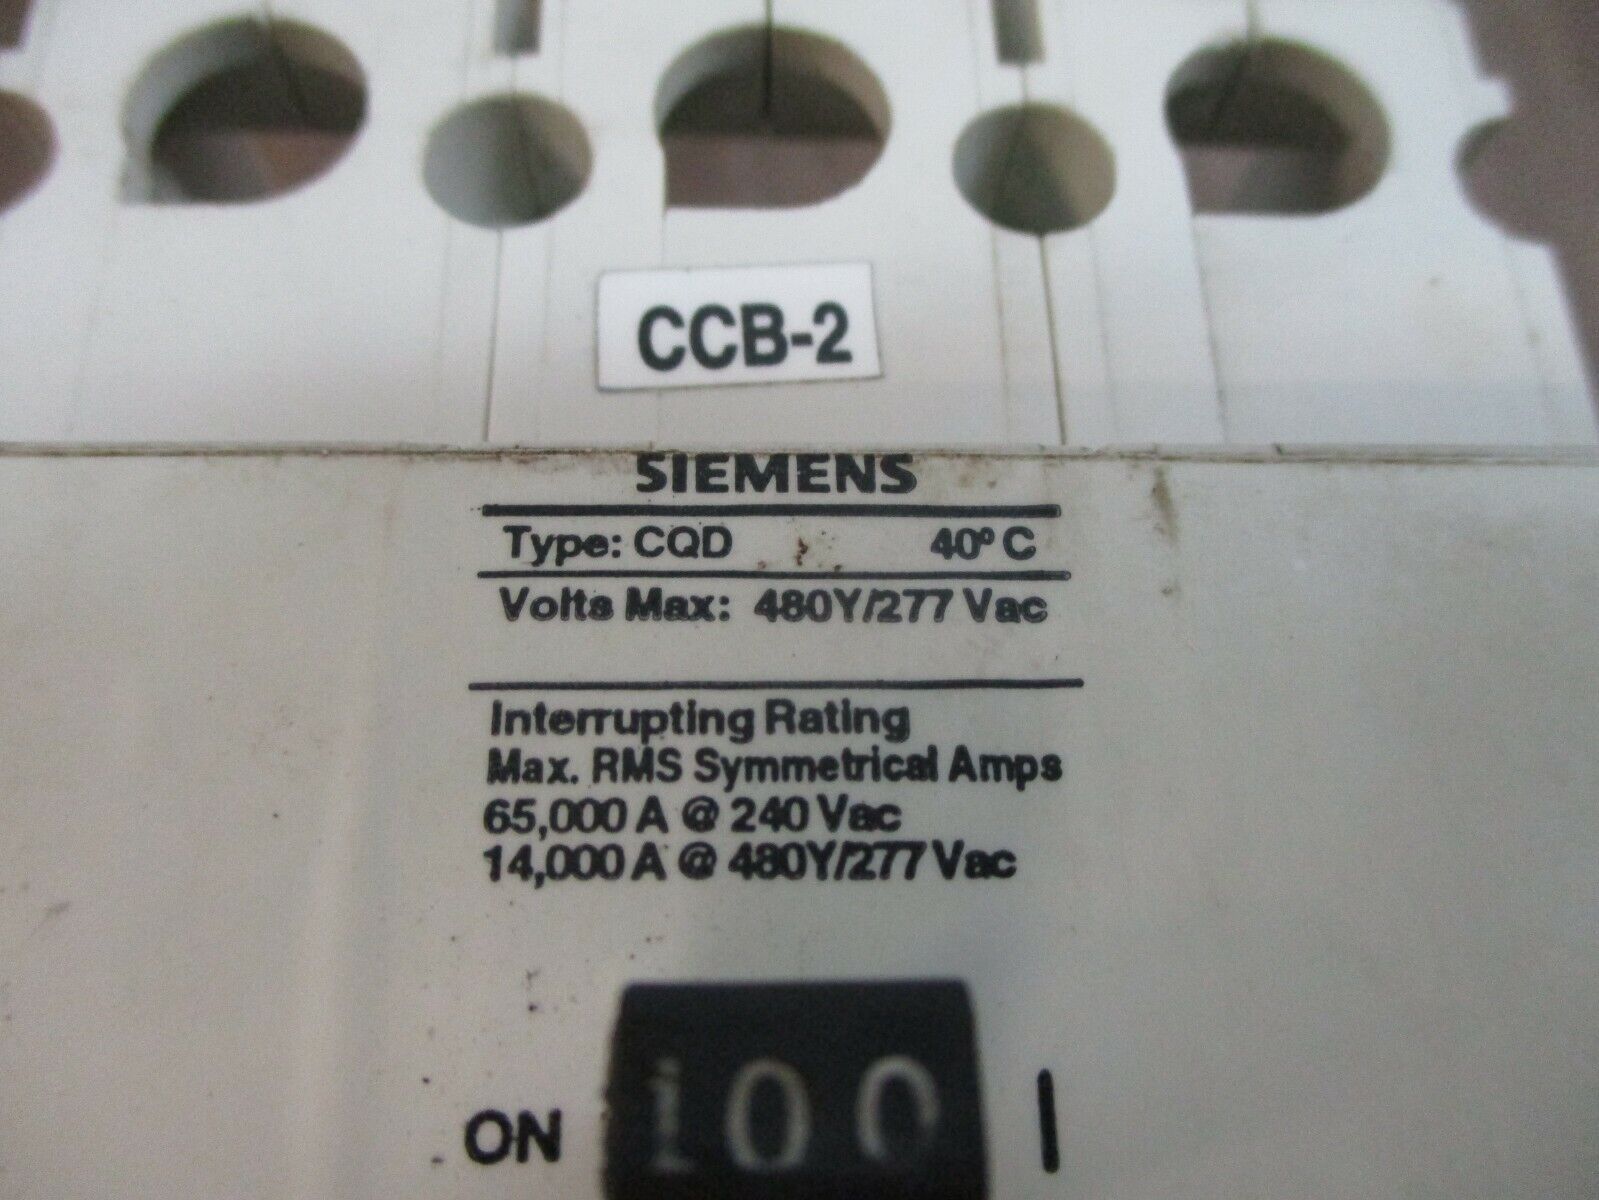 CCB-2
SIEMENS
Type: CQD 40° C
Volts Max: 480Y/277 Vac
Interrupting Rating
Max. RMS Symmetrical Amps
65,000 A @ 240 Vac
14,000 A @ 480Y/277 Vac
ON 100 |